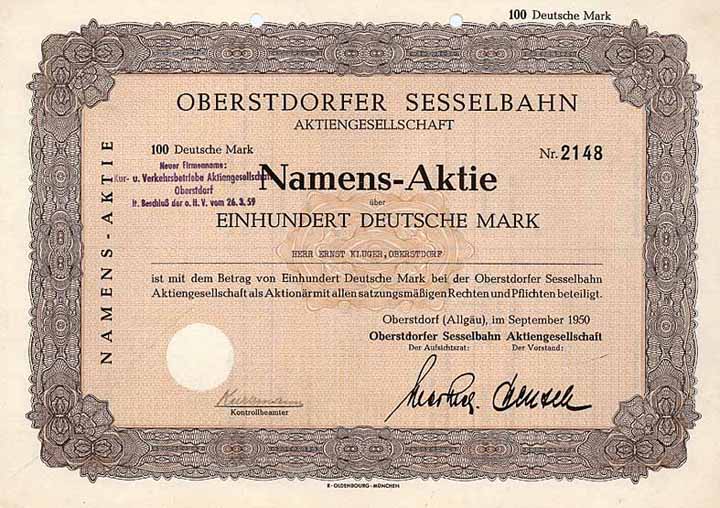 100 Deutsche Mark
OBERSTDORFER SESSELBAHN
AKTIENGESELLSCHAFT
100 Deutsche Mark
Nr. 2148
Neuer Firmenname:
Kur- u. Verkehrsbetriebe Aktiengesellschaft
Oberstdorf
lt. Beschluß der o. H. V. vom 26. 3. 59
Namens-Aktie
über
EINHUNDERT DEUTSCHE MARK
HERR ERNST KLUGER, OBERSTDORF
ist mit dem Betrag von Einhundert Deutsche Mark bei der Oberstdorfer Sesselbahn
Aktiengesellschaft als Aktionär mit allen satzungsmäßigen Rechten und Pflichten beteiligt.
Oberstdorf (Allgäu), im September 1950
Oberstdorfer Sesselbahn Aktiengesellschaft
Der Aufsichtsrat: Der Vorstand:
Kontrollbeamter
NAMENS-AKTIE
R·OLDENBOURG·MÜNCHEN